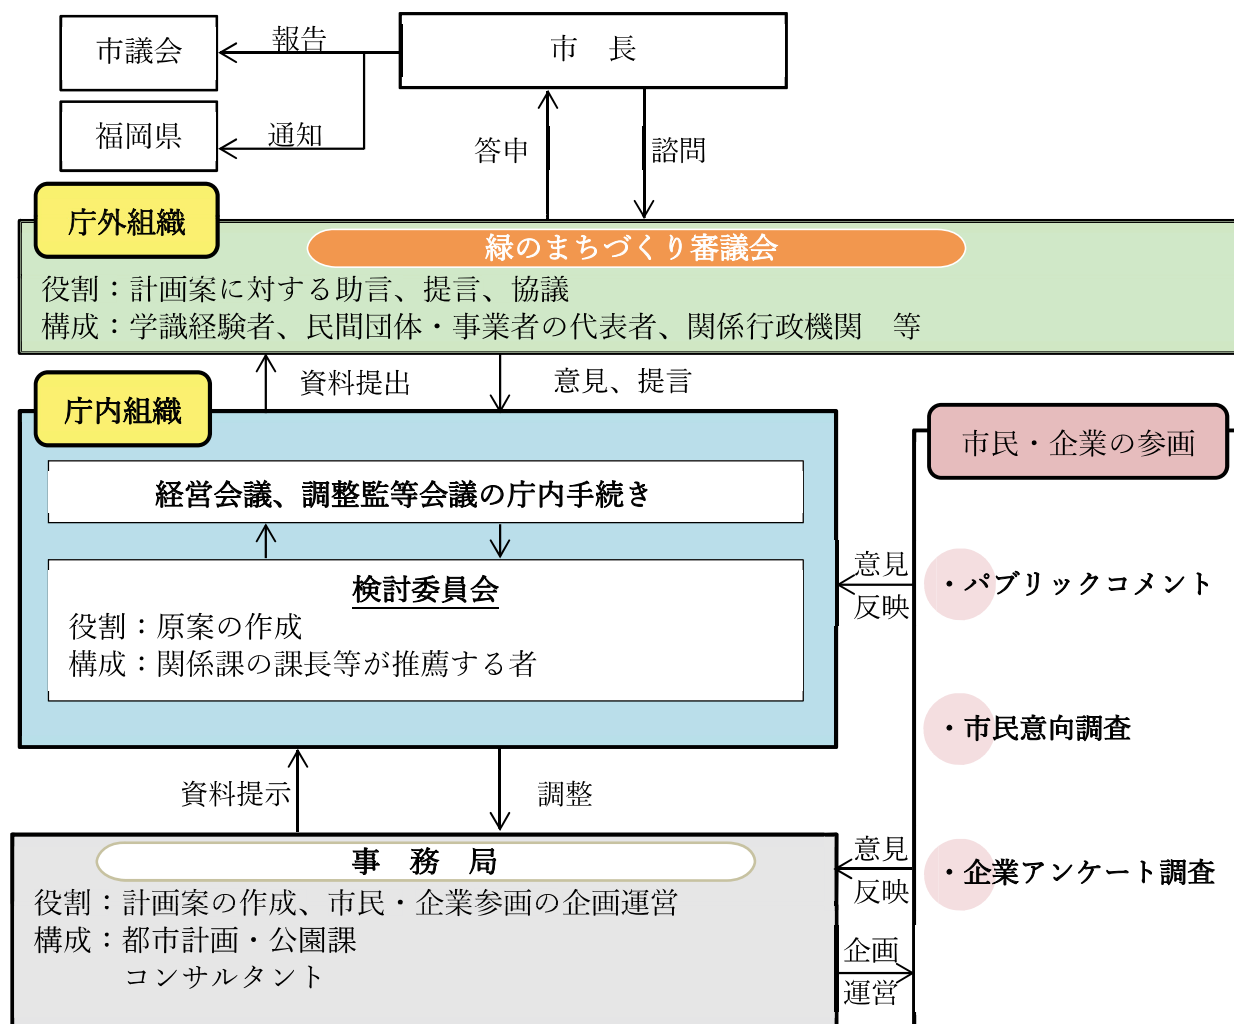 市議会
報告
市　長
福岡県
通知
答申
諮問
庁外組織
緑のまちづくり審議会
役割：計画案に対する助言、提言、協議
構成：学識経験者、民間団体・事業者の代表者、関係行政機関　等
資料提出
意見、提言
庁内組織
経営会議、調整監等会議の庁内手続き
検討委員会
役割：原案の作成
構成：関係課の課長等が推薦する者
市民・企業の参画
意見
反映
・パブリックコメント
・市民意向調査
・企業アンケート調査
資料提示
調整
事　務　局
役割：計画案の作成、市民・企業参画の企画運営
構成：都市計画・公園課
コンサルタント
意見
反映
企画
運営